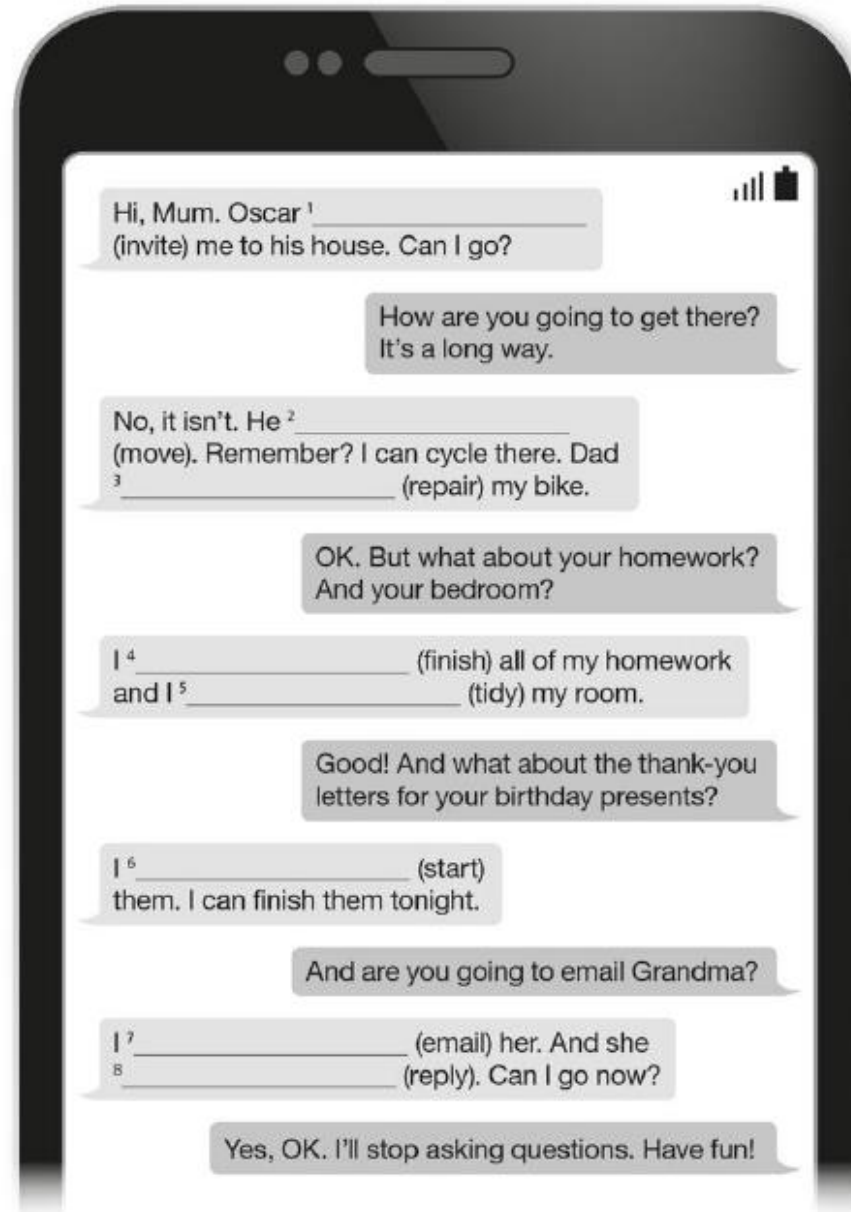 Hi, Mum. Oscar ¹____________________
(invite) me to his house. Can I go?
How are you going to get there?
It's a long way.
No, it isn't. He ²____________________
(move). Remember? I can cycle there. Dad
³____________________ (repair) my bike.
OK. But what about your homework?
And your bedroom?
I ⁴____________________ (finish) all of my homework
and I ⁵____________________ (tidy) my room.
Good! And what about the thank-you
letters for your birthday presents?
I ⁶____________________ (start)
them. I can finish them tonight.
And are you going to email Grandma?
I ⁷____________________ (email) her. And she
⁸____________________ (reply). Can I go now?
Yes, OK. I'll stop asking questions. Have fun!